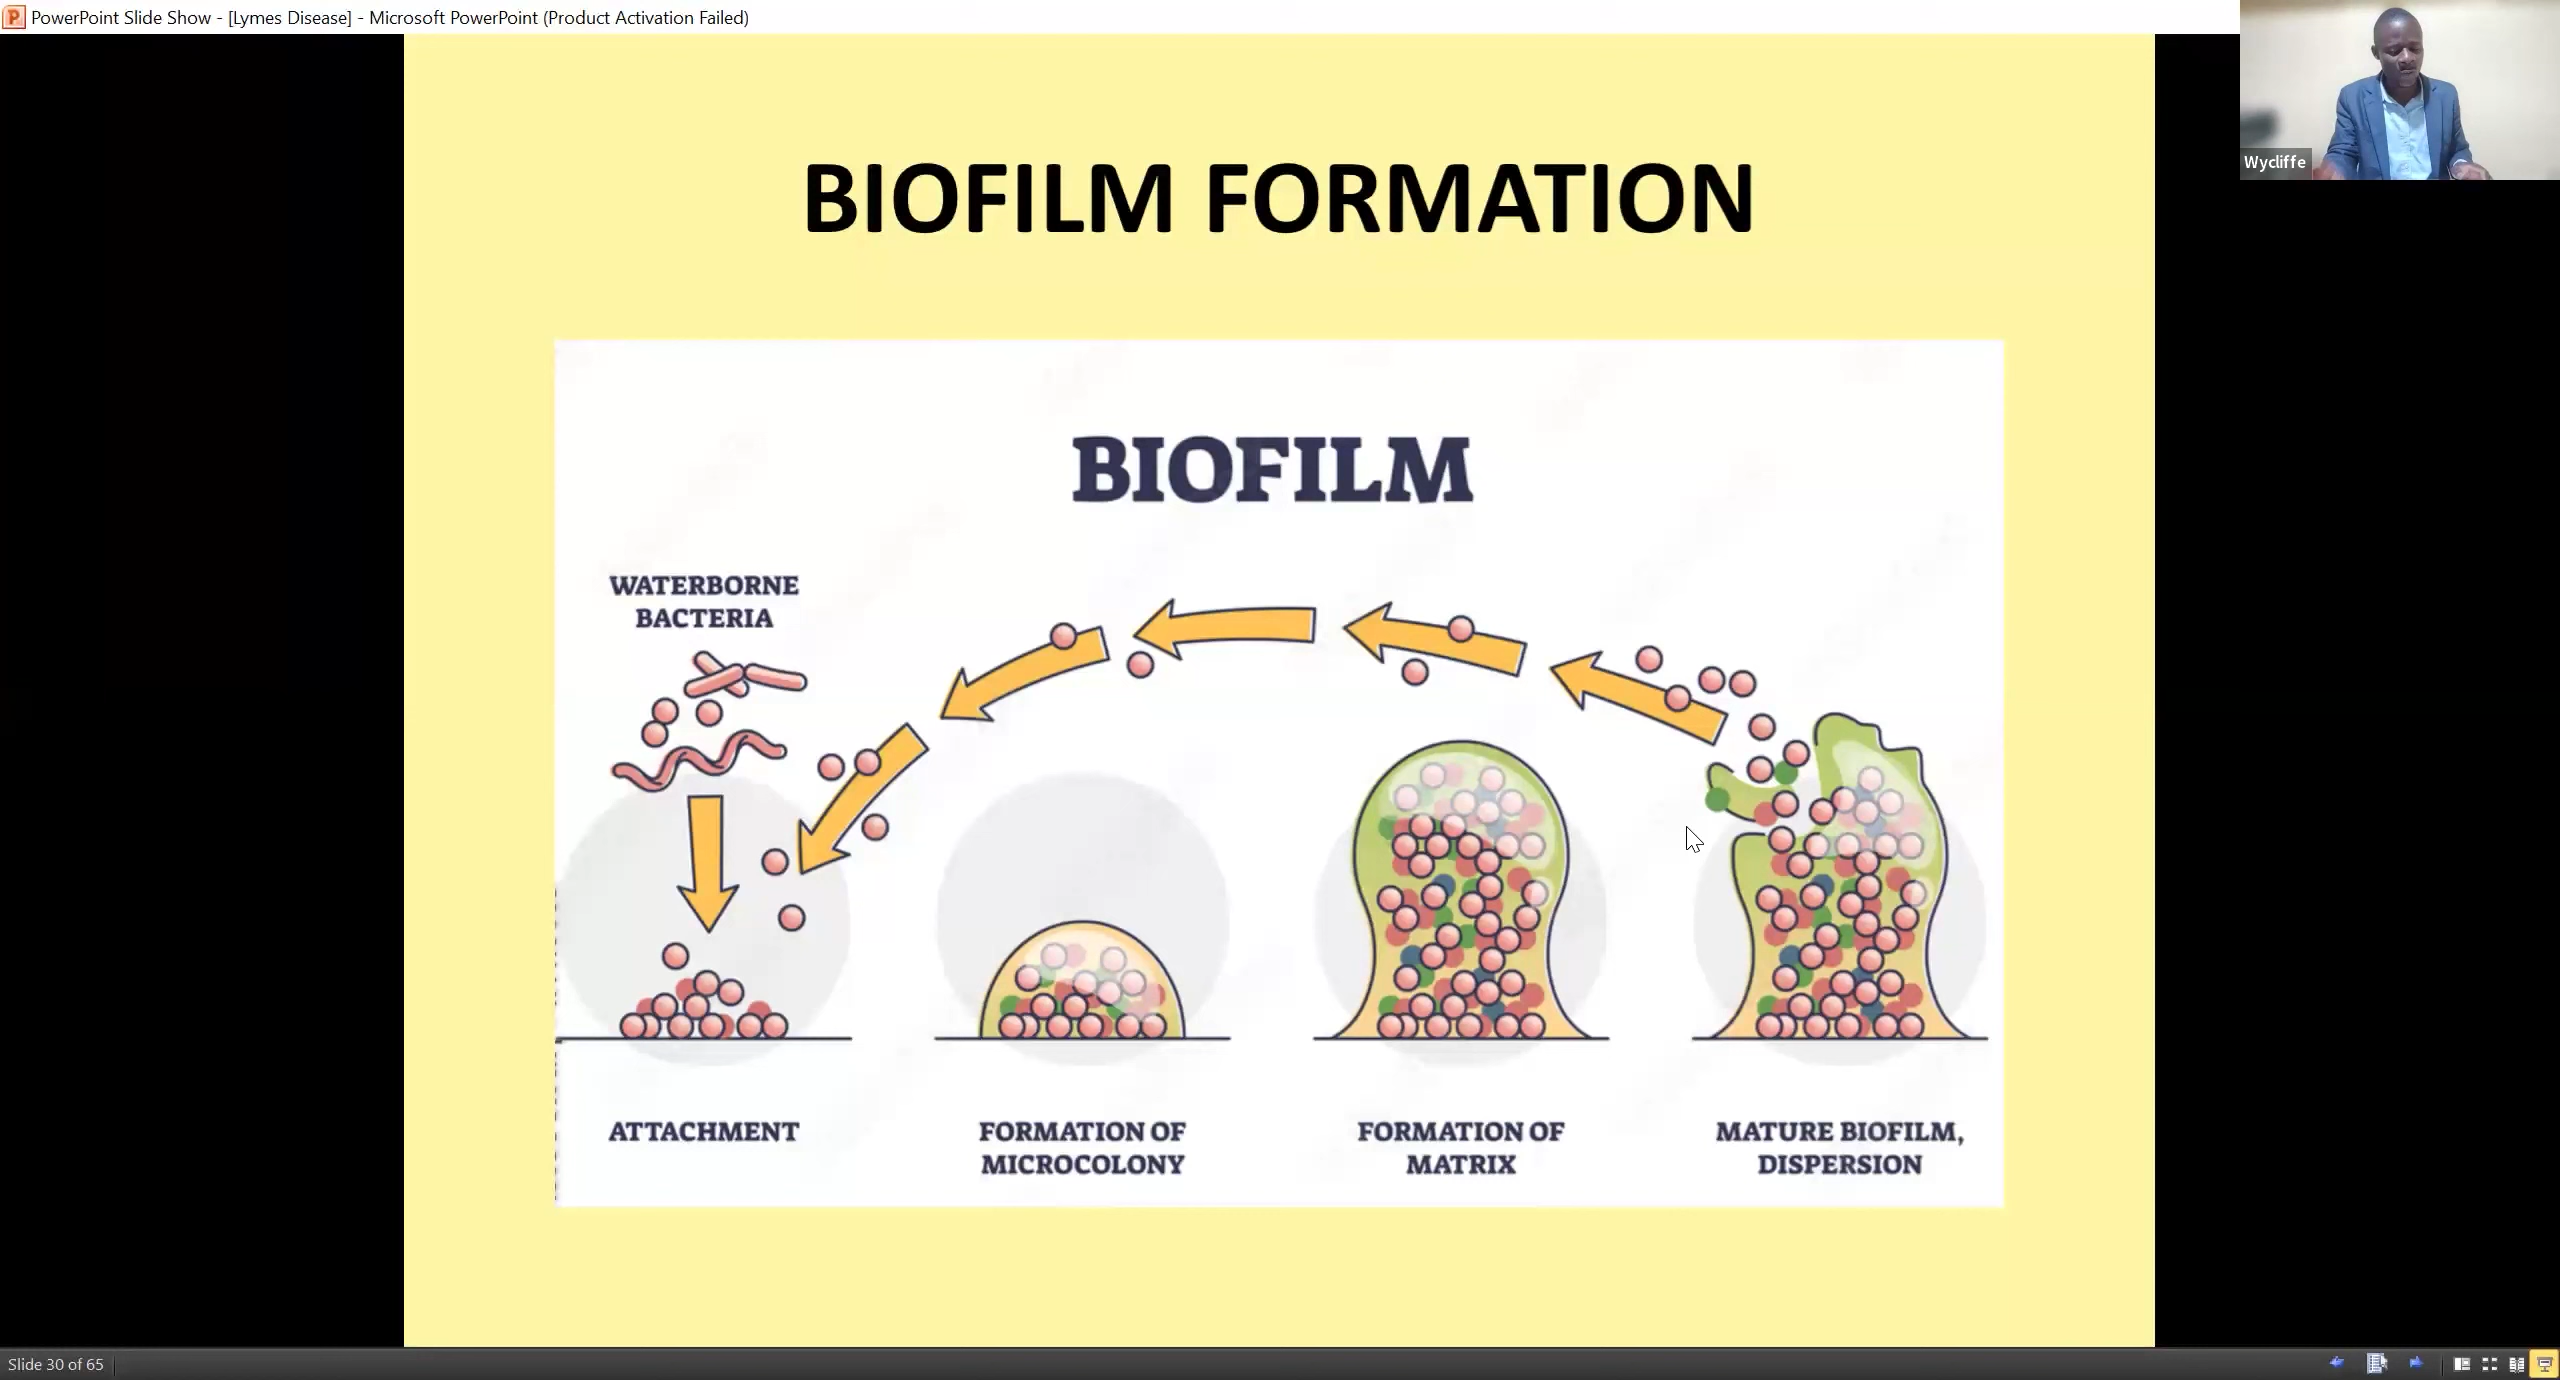 PowerPoint Slide Show - [Lymes Disease] - Microsoft PowerPoint (Product Activation Failed)
Wycliffe
BIOFILM FORMATION
BIOFILM
WATERBORNE
BACTERIA
ATTACHMENT
FORMATION OF
MICROCOLONY
FORMATION OF
MATRIX
MATURE BIOFILM,
DISPERSION
Slide 30 of 65